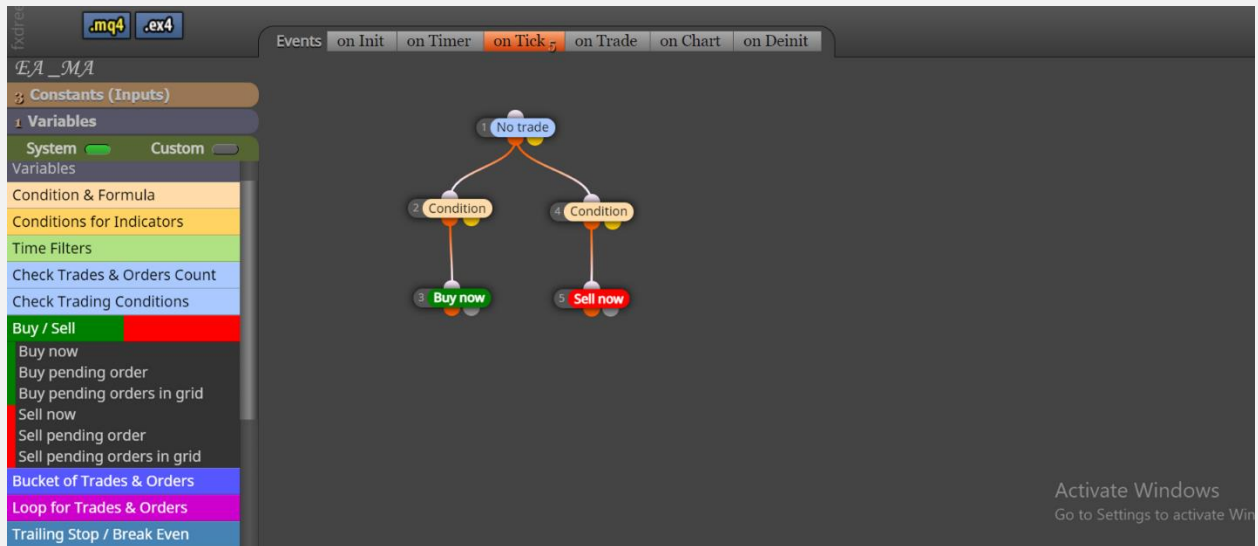 fxdree
.mq4 .ex4
Events on Init on Timer on Tick 5 on Trade on Chart on Deinit
EA_MA
3 Constants (Inputs)
1 Variables
System Custom
Variables
Condition & Formula
Conditions for Indicators
Time Filters
Check Trades & Orders Count
Check Trading Conditions
Buy / Sell
Buy now
Buy pending order
Buy pending orders in grid
Sell now
Sell pending order
Sell pending orders in grid
Bucket of Trades & Orders
Loop for Trades & Orders
Trailing Stop / Break Even
1 No trade
2 Condition
4 Condition
3 Buy now
5 Sell now
Activate Windows
Go to Settings to activate Win